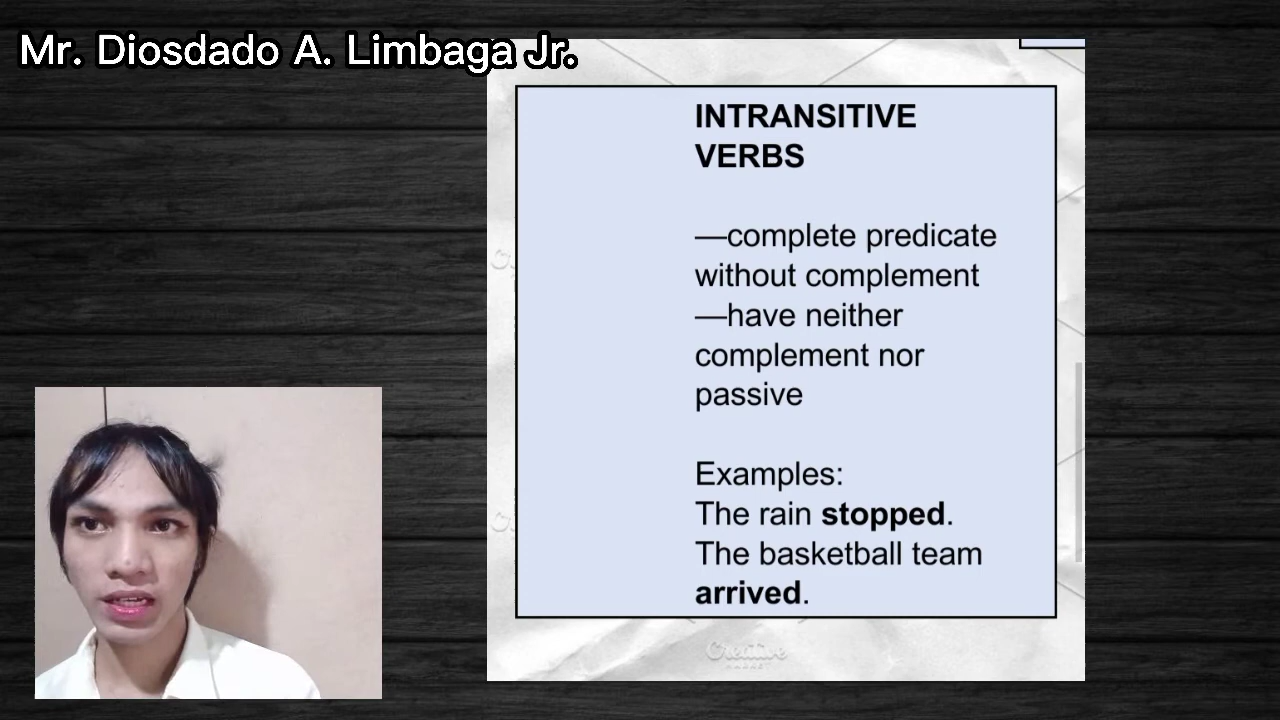 Mr. Diosdado A. Limbaga Jr.
INTRANSITIVE
VERBS
—complete predicate
without complement
—have neither
complement nor
passive
Examples:
The rain stopped.
The basketball team
arrived.
Creative